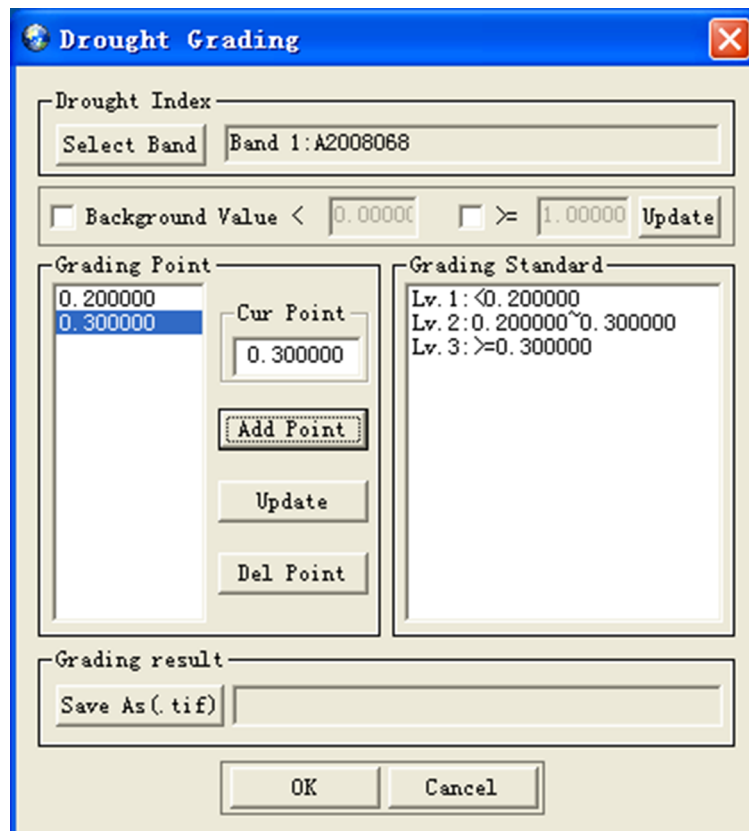 Drought Grading
Drought Index
Select Band Band 1:A2008068
Background Value < 0.00000 >= 1.00000 Update
Grading Point
0.200000
0.300000
Cur Point
0.300000
Add Point
Update
Del Point
Grading Standard
Lv.1:<0.200000
Lv.2:0.200000~0.300000
Lv.3:>=0.300000
Grading result
Save As(.tif)
OK Cancel